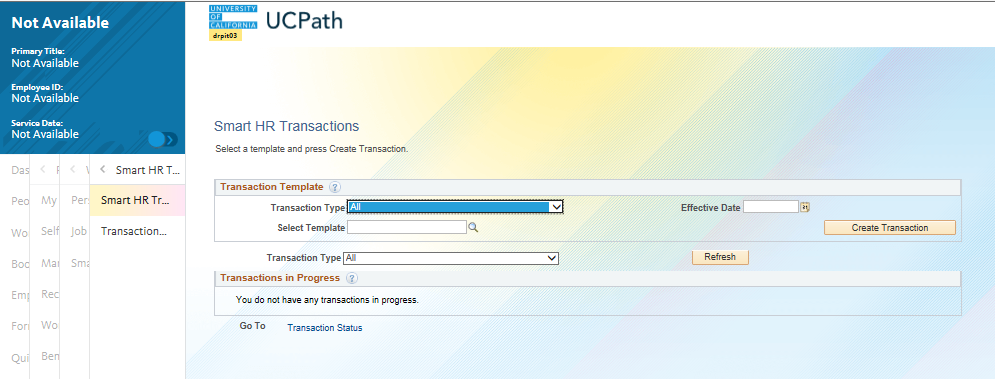 Not Available
Primary Title:
Not Available
Employee ID:
Not Available
Service Date:
Not Available
UNIVERSITY
OF
CALIFORNIA
UCPath
drpit03
Das
Peo
Wo
Boo
Emp
For
Qui
My
Self
Mar
Rec
Wo
Ben
Per
Job
Sma
Smart HR T...
Smart HR Tr...
Transaction...
Smart HR Transactions
Select a template and press Create Transaction.
Transaction Template
Transaction Type All Effective Date
Select Template
Create Transaction
Transaction Type All Refresh
Transactions in Progress
You do not have any transactions in progress.
Go To Transaction Status